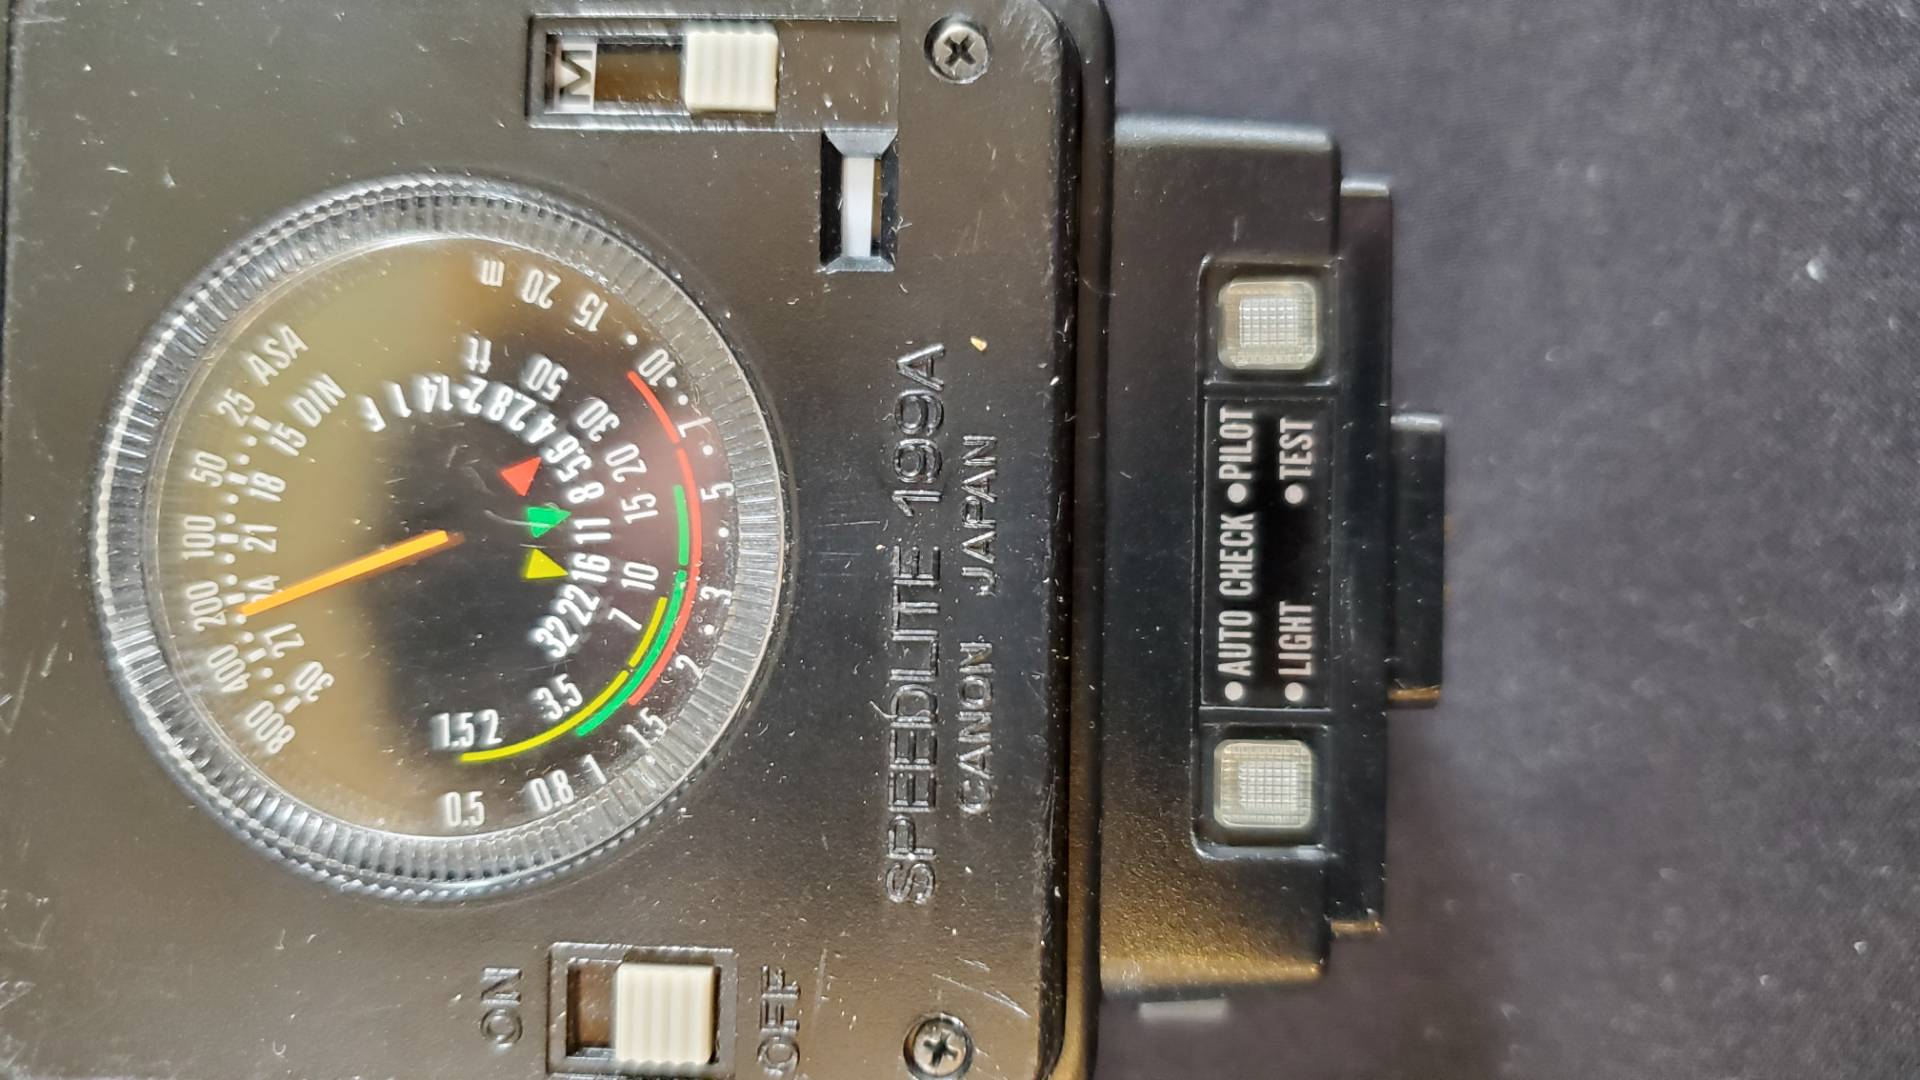 ASA
25 50 100 200 400 800
DIN
15 18 21 24 27 30
F 1 1.4 2 2.8 4 5.6 8 11 16 22 32
ft 50 30 20 15 10 7 3.5 2 1.5
m 20 15 10 7 5 3 2 1.5 1 0.8 0.5
ON
OFF
M
SPEEDLITE 199A
CANON JAPAN
•AUTO CHECK •PILOT
•LIGHT •TEST